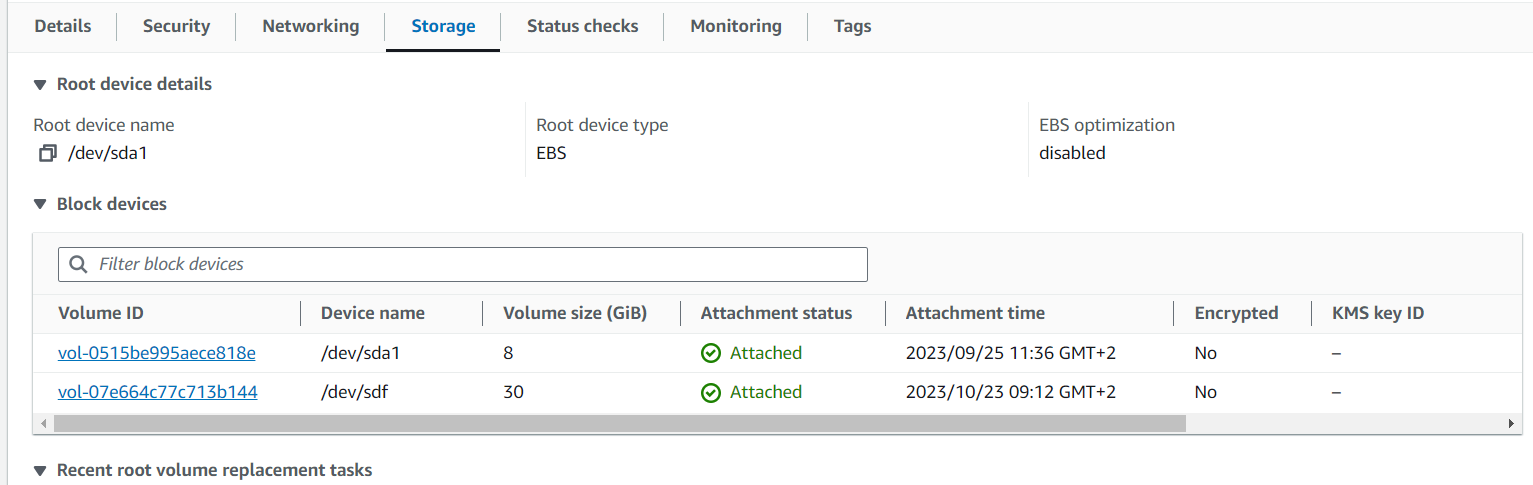 Details Security Networking Storage Status checks Monitoring Tags
Root device details
Root device name Root device type EBS optimization
/dev/sda1 EBS disabled
Block devices
Filter block devices
Volume ID Device name Volume size (GiB) Attachment status Attachment time Encrypted KMS key ID
vol-0515be995aece818e /dev/sda1 8 Attached 2023/09/25 11:36 GMT+2 No –
vol-07e664c77c713b144 /dev/sdf 30 Attached 2023/10/23 09:12 GMT+2 No –
Recent root volume replacement tasks